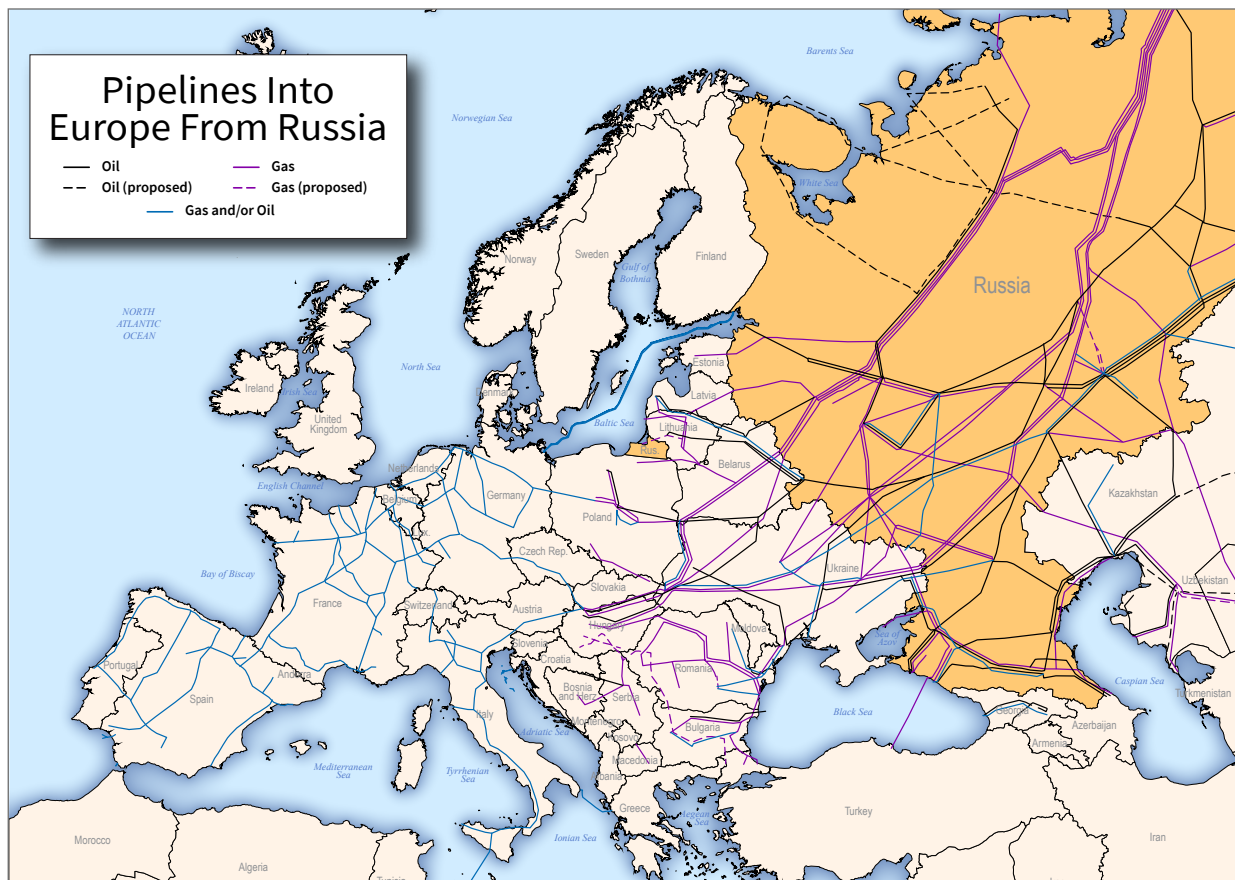 Pipelines Into
Europe From Russia
Oil
Gas
Oil (proposed)
Gas (proposed)
Gas and/or Oil
Barents Sea
Norwegian Sea
White Sea
Norway
Sweden
Finland
Gulf of
Bothnia
Russia
NORTH
ATLANTIC
OCEAN
North Sea
Estonia
Ireland
Irish Sea
Denmark
Latvia
United
Kingdom
Baltic Sea
Lithuania
Rus.
Belarus
Netherlands
English Channel
Belgium
Germany
Kazakhstan
Poland
Lux.
Czech Rep.
Ukraine
Bay of Biscay
Slovakia
Uzbekistan
France
Switzerland
Austria
Hungary
Moldova
Sea of
Azov
Slovenia
Croatia
Romania
Portugal
Andorra
Spain
Bosnia
and Herz.
Serbia
Caspian Sea
Turkmenistan
Italy
Black Sea
Georgia
Montenegro
Bulgaria
Azerbaijan
Adriatic Sea
Kosovo
Armenia
Mediterranean
Sea
Tyrrhenian
Sea
Macedonia
Albania
Greece
Aegean
Sea
Turkey
Ionian Sea
Morocco
Algeria
Tunisia
Iran